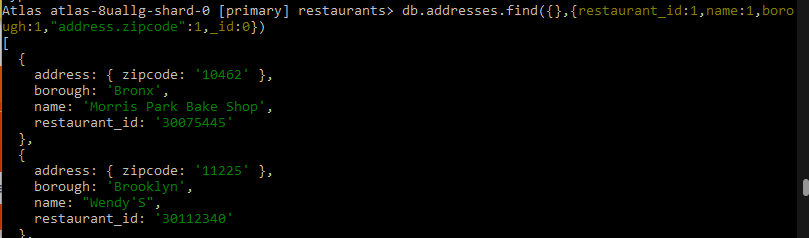 Atlas atlas-8uallg-shard-0 [primary] restaurants> db.addresses.find({},{restaurant_id:1,name:1,boro
ugh:1,"address.zipcode":1,_id:0})
[
  {
    address: { zipcode: '10462' },
    borough: 'Bronx',
    name: 'Morris Park Bake Shop',
    restaurant_id: '30075445'
  },
  {
    address: { zipcode: '11225' },
    borough: 'Brooklyn',
    name: "Wendy'S",
    restaurant_id: '30112340'
  },